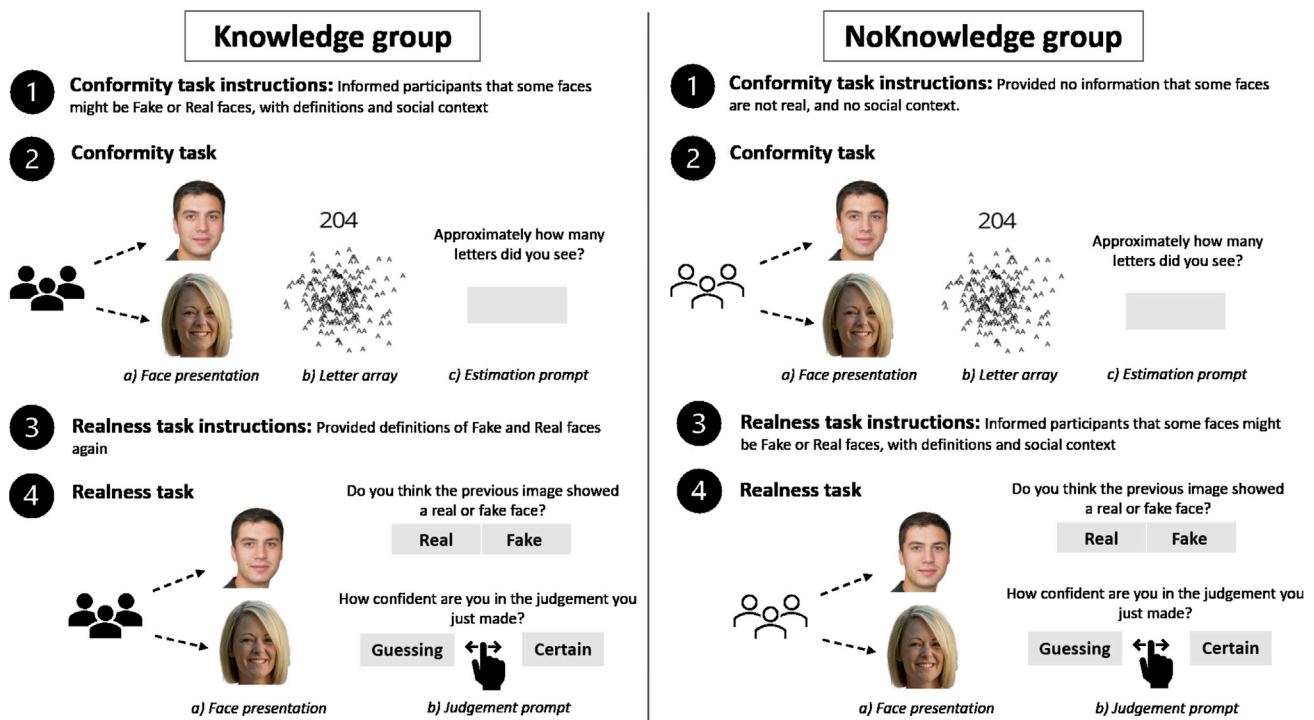 Knowledge group
1 Conformity task instructions: Informed participants that some faces
might be Fake or Real faces, with definitions and social context
2 Conformity task
204
Approximately how many
letters did you see?
a) Face presentation b) Letter array c) Estimation prompt
3 Realness task instructions: Provided definitions of Fake and Real faces
again
4 Realness task
Do you think the previous image showed
a real or fake face?
Real Fake
How confident are you in the judgement you
just made?
Guessing Certain
a) Face presentation b) Judgement prompt
NoKnowledge group
1 Conformity task instructions: Provided no information that some faces
are not real, and no social context.
2 Conformity task
204
Approximately how many
letters did you see?
a) Face presentation b) Letter array c) Estimation prompt
3 Realness task instructions: Informed participants that some faces might
be Fake or Real faces, with definitions and social context
4 Realness task
Do you think the previous image showed
a real or fake face?
Real Fake
How confident are you in the judgement you
just made?
Guessing Certain
a) Face presentation b) Judgement prompt